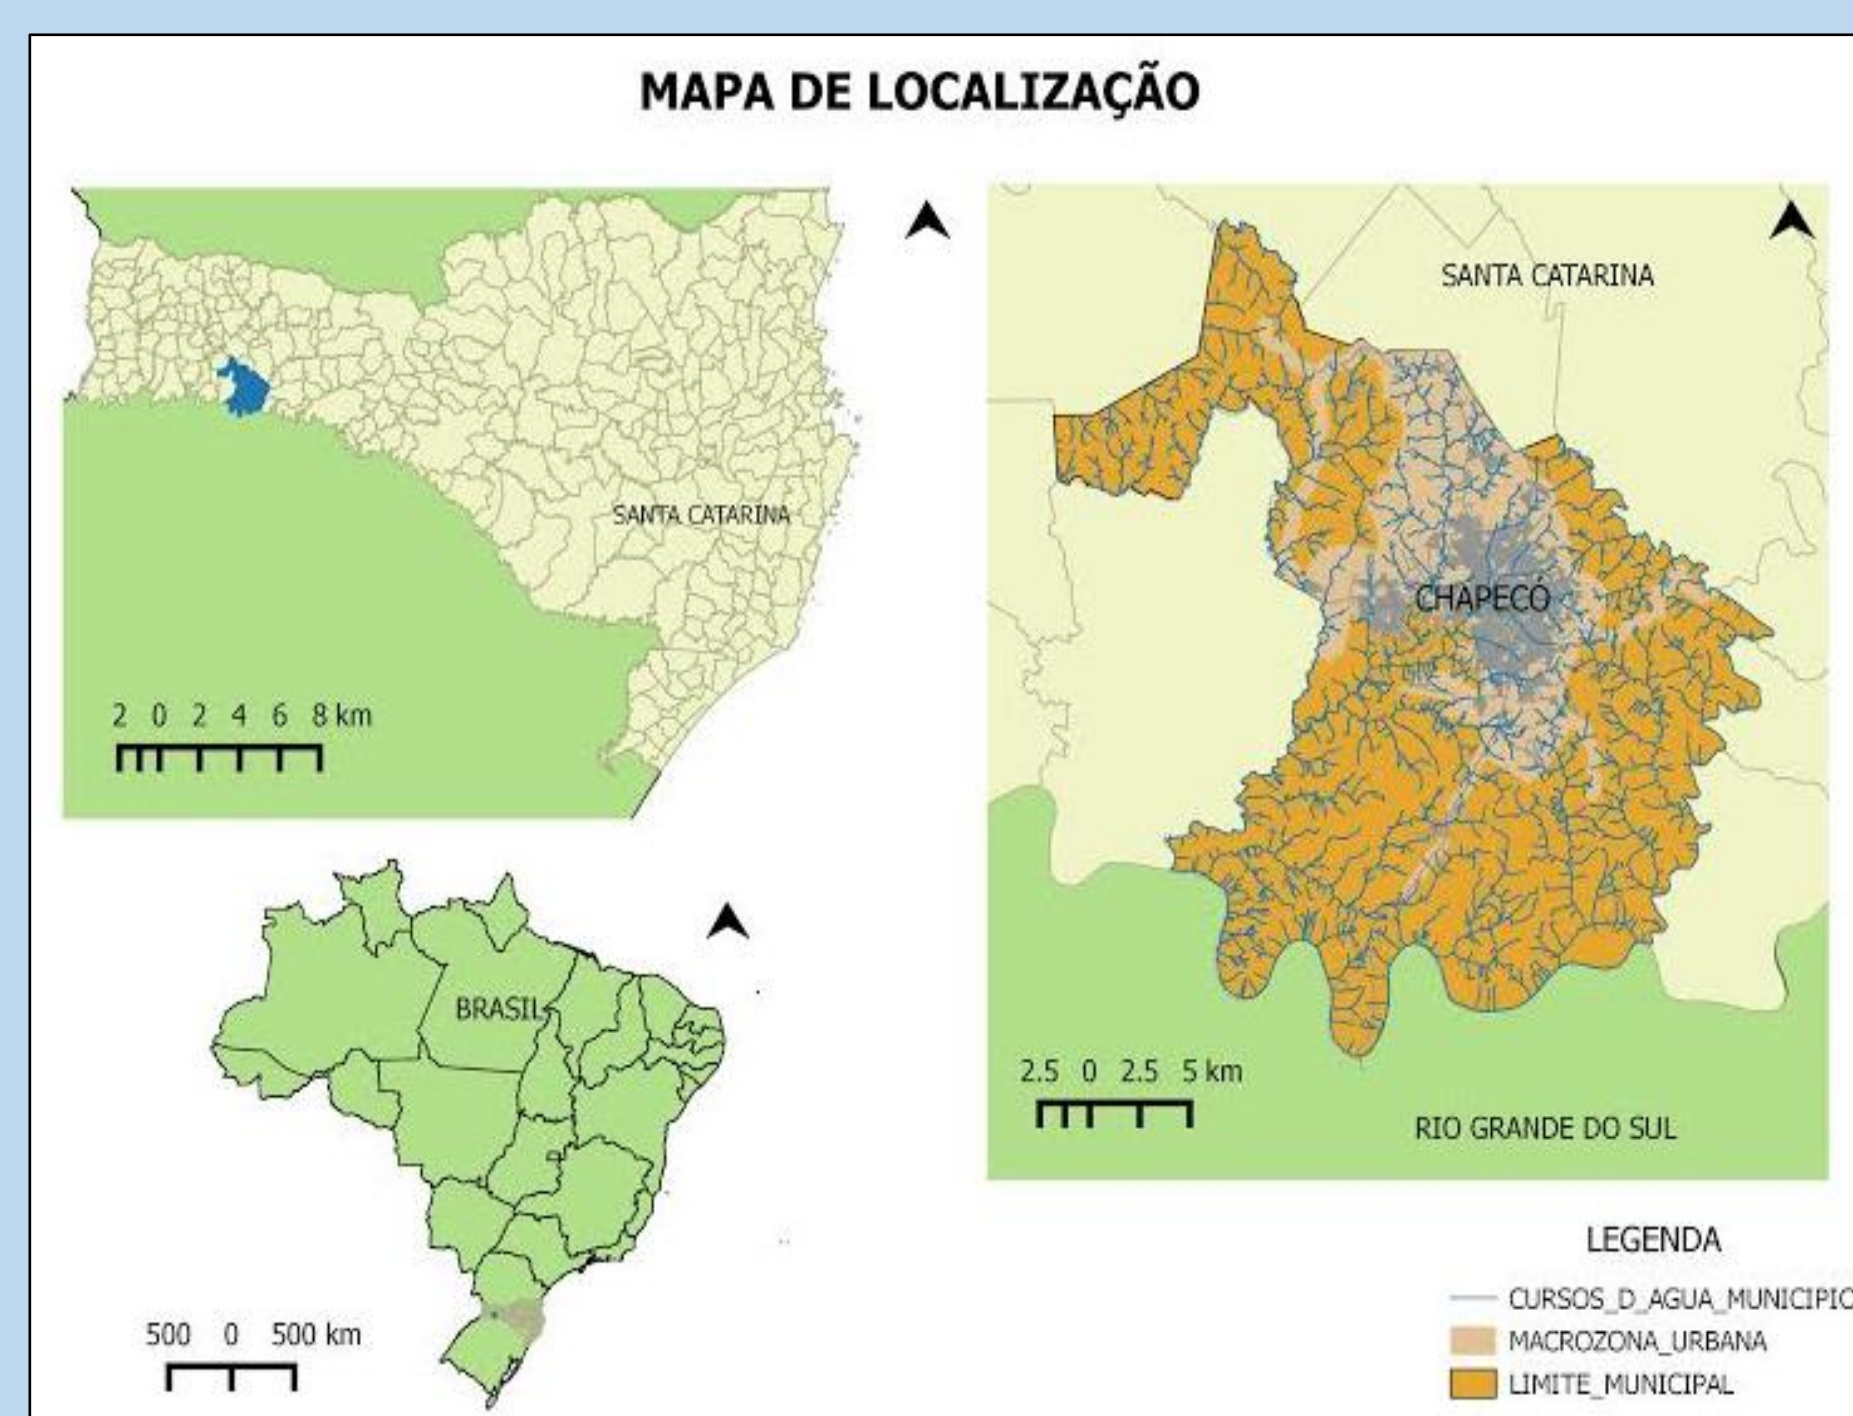 MAPA DE LOCALIZAÇÃO
SANTA CATARINA
2 0 2 4 6 8 km
SANTA CATARINA
CHAPECÓ
2.5 0 2.5 5 km
RIO GRANDE DO SUL
BRASIL
500 0 500 km
LEGENDA
CURSOS_D_AGUA_MUNICIPIO
MACROZONA_URBANA
LIMITE_MUNICIPAL